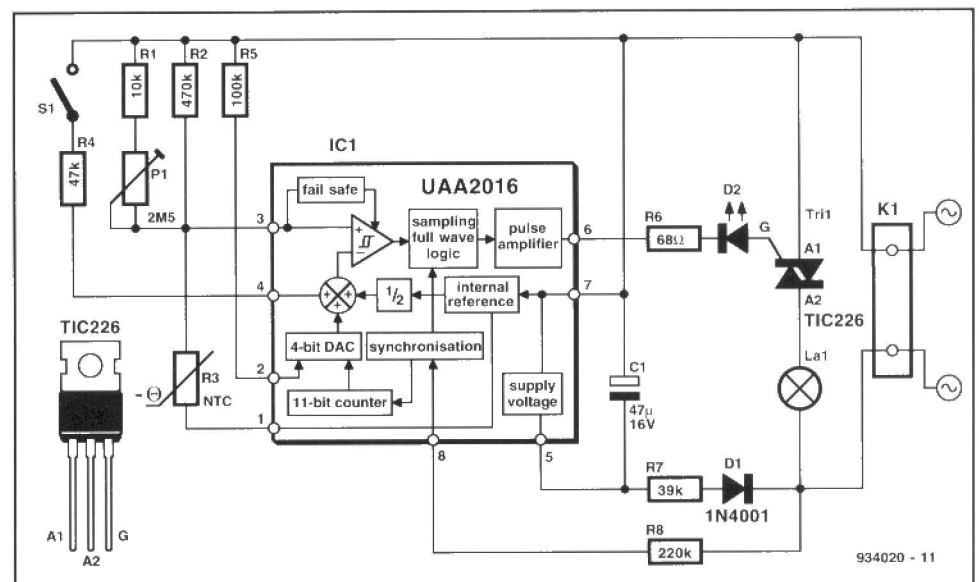 R1
R2
R5
10k
470k
100k
S1
R4
47k
P1
2M5
IC1
UAA2016
fail safe
sampling
full wave
logic
pulse
amplifier
+
−
3
4
2
1
8
5
6
7
+
+
+
1/2
internal
reference
4-bit DAC
synchronisation
11-bit counter
supply
voltage
R6
68Ω
D2
G
Tri1
A1
A2
TIC226
K1
La1
C1
47µ
16V
R7
39k
D1
1N4001
R8
220k
TIC226
R3
NTC
-Θ
A1
A2
G
934020 - 11